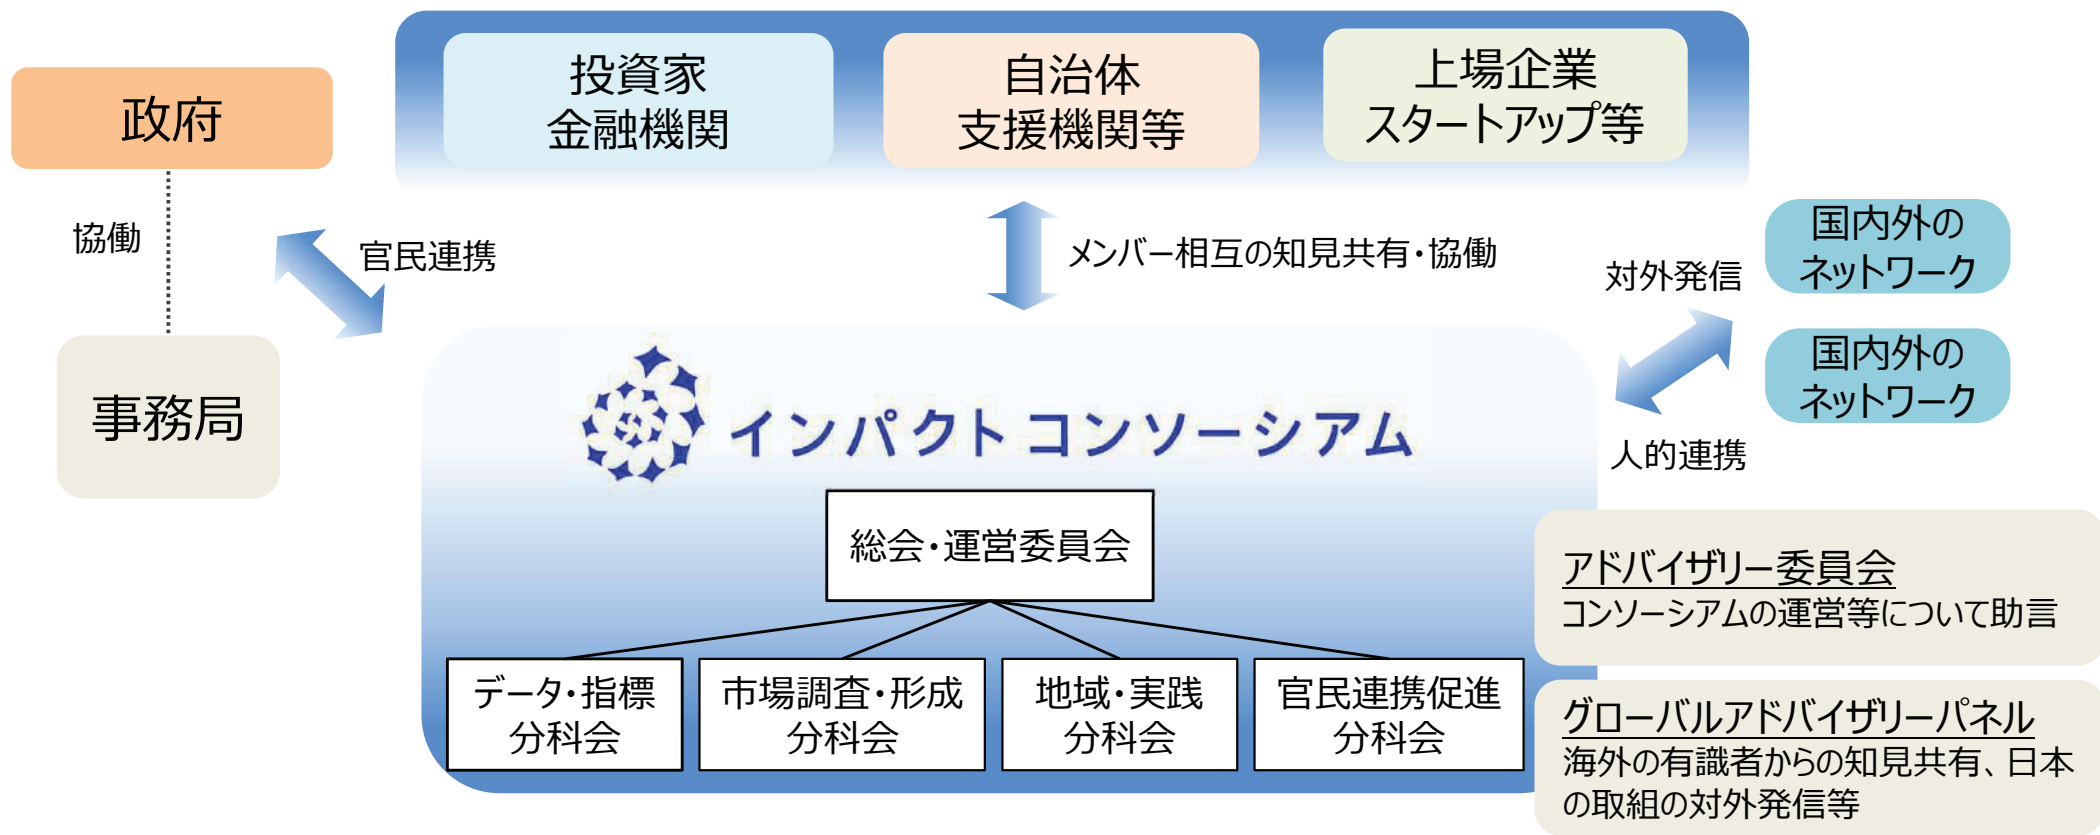 政府
投資家
金融機関
自治体
支援機関等
上場企業
スタートアップ等
協働
官民連携
メンバー相互の知見共有・協働
対外発信
国内外の
ネットワーク
国内外の
ネットワーク
人的連携
事務局
インパクトコンソーシアム
総会・運営委員会
データ・指標
分科会
市場調査・形成
分科会
地域・実践
分科会
官民連携促進
分科会
アドバイザリー委員会
コンソーシアムの運営等について助言
グローバルアドバイザリーパネル
海外の有識者からの知見共有、日本
の取組の対外発信等